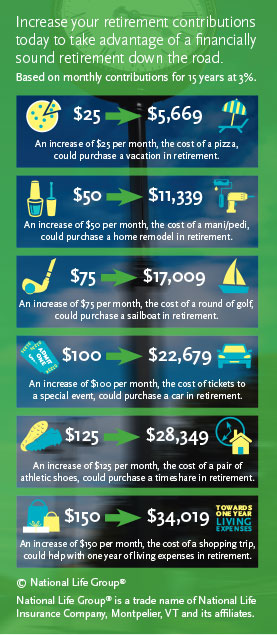 Increase your retirement contributions
today to take advantage of a financially
sound retirement down the road.
Based on monthly contributions for 15 years at 3%.
$25 $5,669
An increase of $25 per month, the cost of a pizza,
could purchase a vacation in retirement.
$50 $11,339
An increase of $50 per month, the cost of a mani/pedi,
could purchase a home remodel in retirement.
$75 $17,009
An increase of $75 per month, the cost of a round of golf,
could purchase a sailboat in retirement.
ADMIT
ONE
$100 $22,679
An increase of $100 per month, the cost of tickets to
a special event, could purchase a car in retirement.
$125 $28,349
An increase of $125 per month, the cost of a pair of
athletic shoes, could purchase a timeshare in retirement.
$150 $34,019
TOWARDS
ONE YEAR
LIVING
EXPENSES
An increase of $150 per month, the cost of a shopping trip,
could help with one year of living expenses in retirement.
© National Life Group®
National Life Group® is a trade name of National Life
Insurance Company, Montpelier, VT and its affiliates.